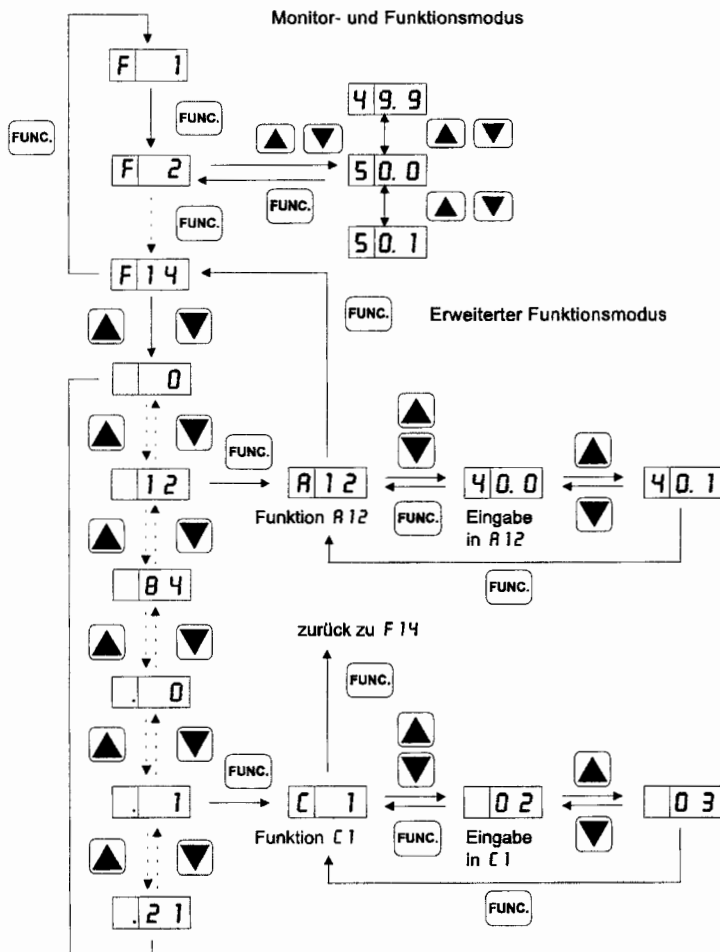 Monitor- und Funktionsmodus
F 1
FUNC.
FUNC.
49.9
F 2
50.0
FUNC.
FUNC.
50.1
F14
FUNC.
Erweiterter Funktionsmodus
0
FUNC.
12
A12
40.0
40.1
Funktion A12
FUNC.
Eingabe
in A12
FUNC.
84
zurück zu F14
. 0
FUNC.
FUNC.
. 1
C 1
02
03
Funktion C1
FUNC.
Eingabe
in C1
FUNC.
.21